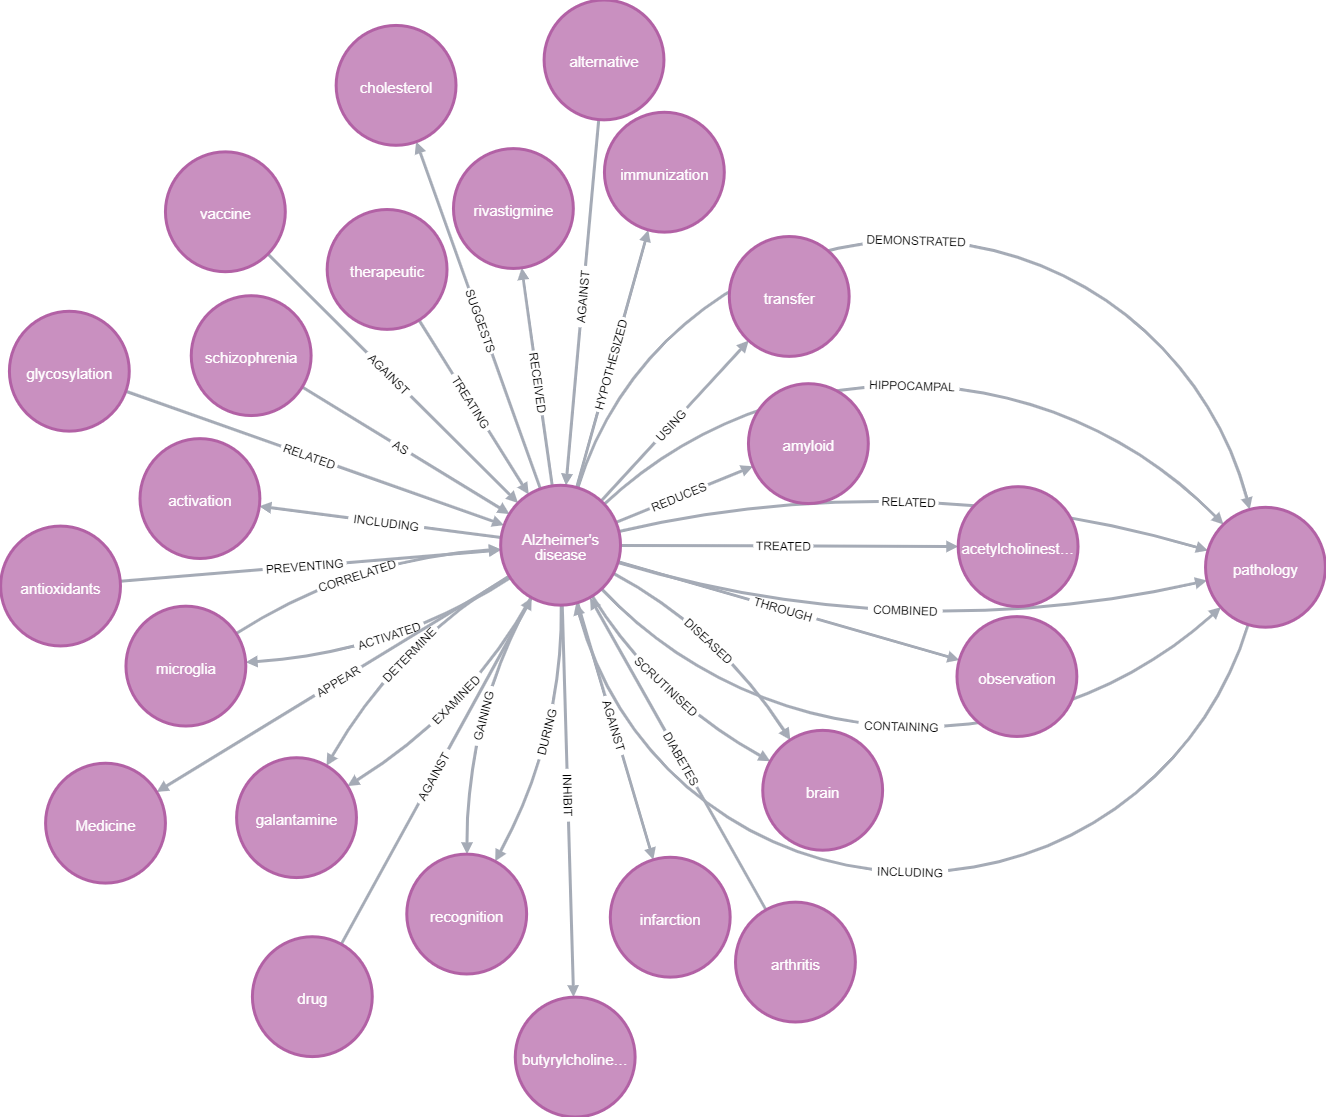 alternative
cholesterol
immunization
rivastigmine
vaccine
therapeutic
DEMONSTRATED
transfer
AGAINST
SUGGESTS
HYPOTHESIZED
RECEIVED
schizophrenia
glycosylation
AGAINST
TREATING
HIPPOCAMPAL
USING
amyloid
AS
RELATED
activation
REDUCES
RELATED
INCLUDING
Alzheimer's
disease
TREATED
acetylcholinest...
pathology
PREVENTING
CORRELATED
antioxidants
COMBINED
THROUGH
ACTIVATED
DETERMINE
DISEASED
microglia
APPEAR
SCRUTINISED
observation
EXAMINED
GAINING
DURING
AGAINST
CONTAINING
DIABETES
AGAINST
INHIBIT
brain
Medicine
galantamine
INCLUDING
recognition
infarction
arthritis
drug
butyrylcholine...